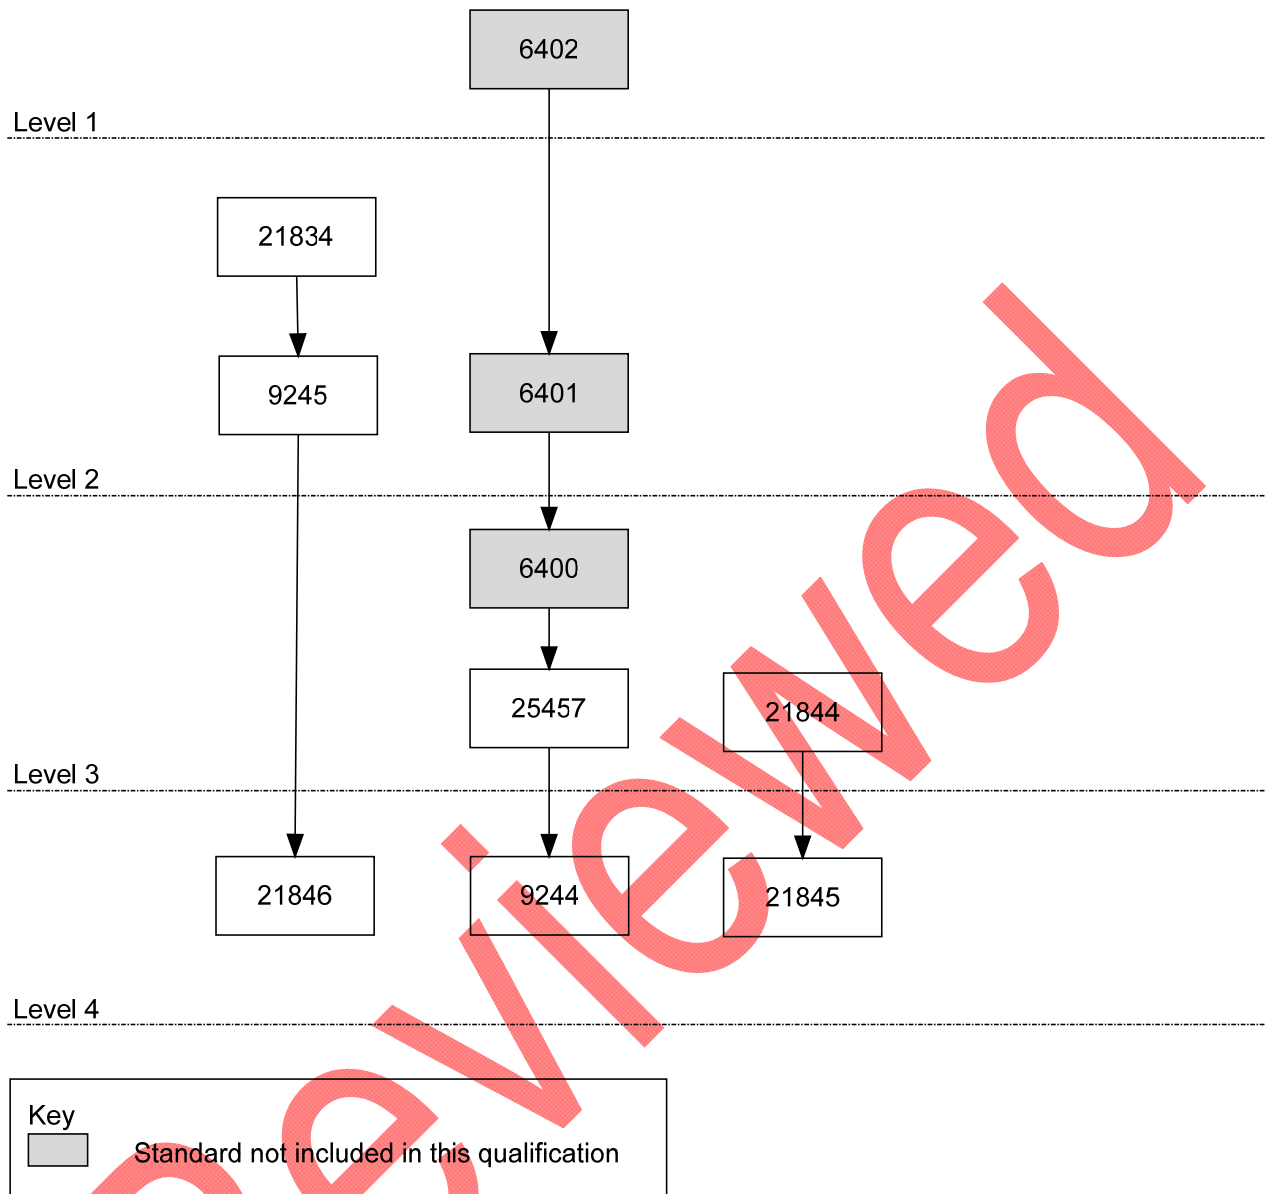 6402
Level 1
21834
9245
6401
Level 2
6400
25457
21844
Level 3
21846
9244
21845
Level 4
Key
Standard not included in this qualification
eviewed